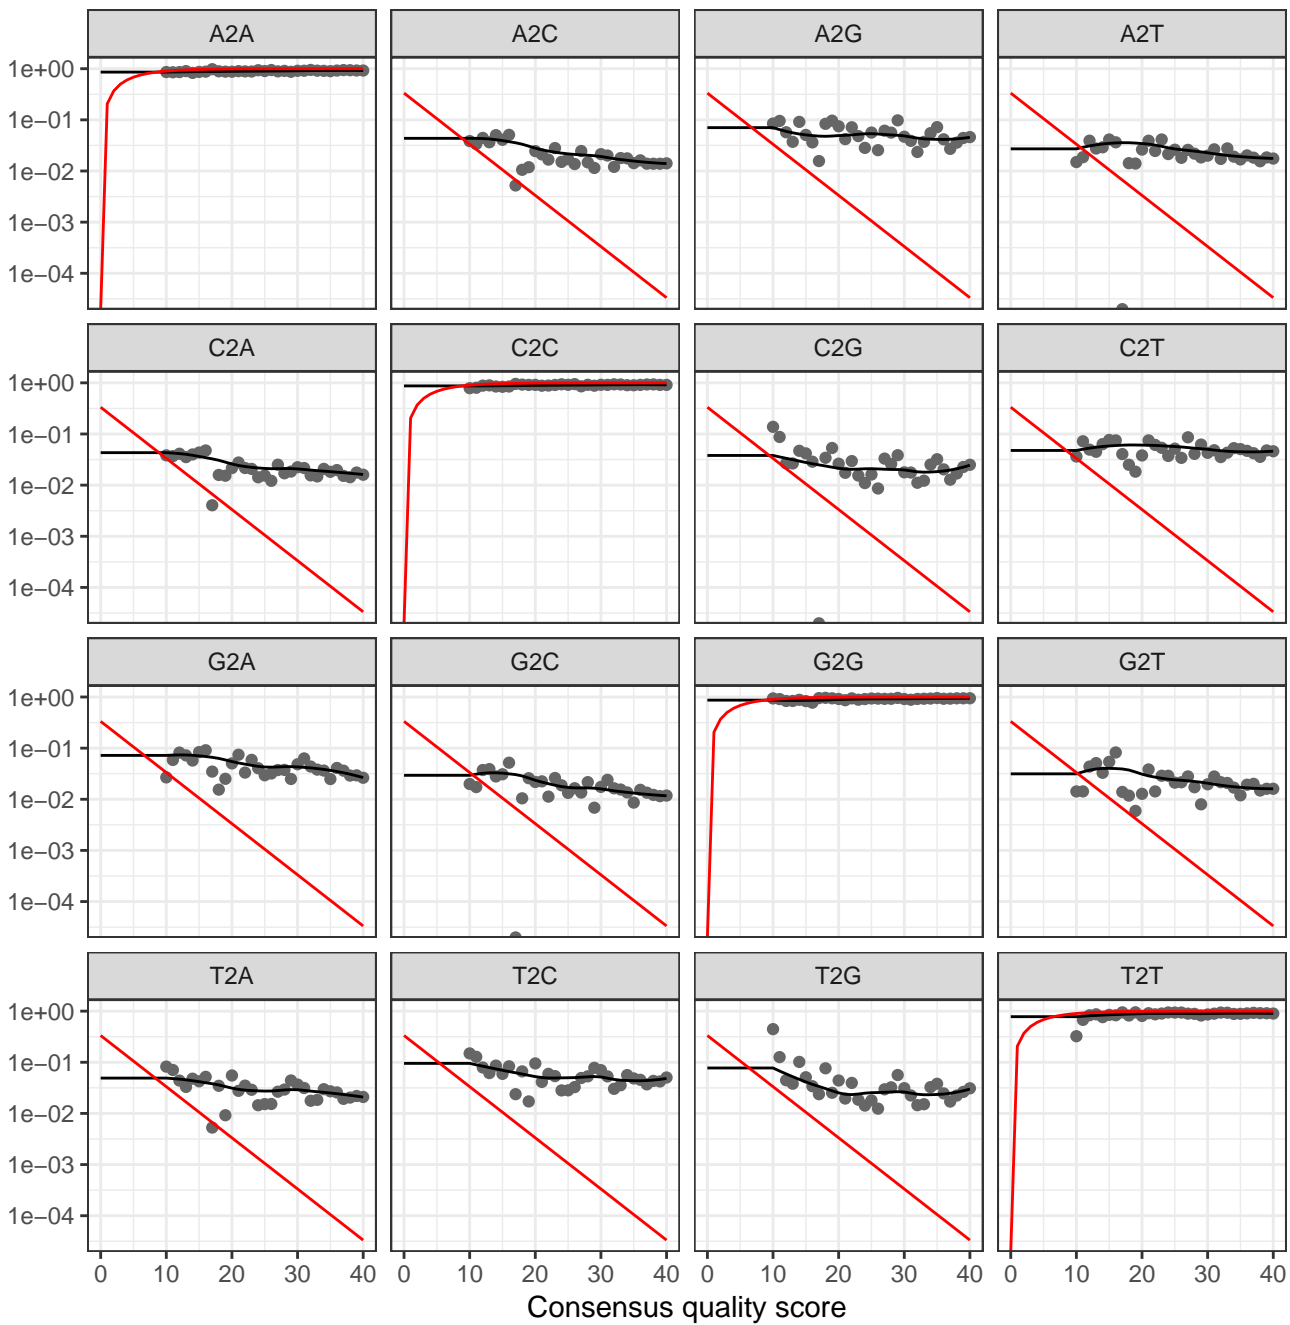 A2A A2C A2G A2T
1e+00
1e−01
1e−02
1e−03
1e−04
C2A C2C C2G C2T
1e+00
1e−01
1e−02
1e−03
1e−04
G2A G2C G2G G2T
1e+00
1e−01
1e−02
1e−03
1e−04
T2A T2C T2G T2T
1e+00
1e−01
1e−02
1e−03
1e−04
0 10 20 30 40 0 10 20 30 40 0 10 20 30 40 0 10 20 30 40
Consensus quality score